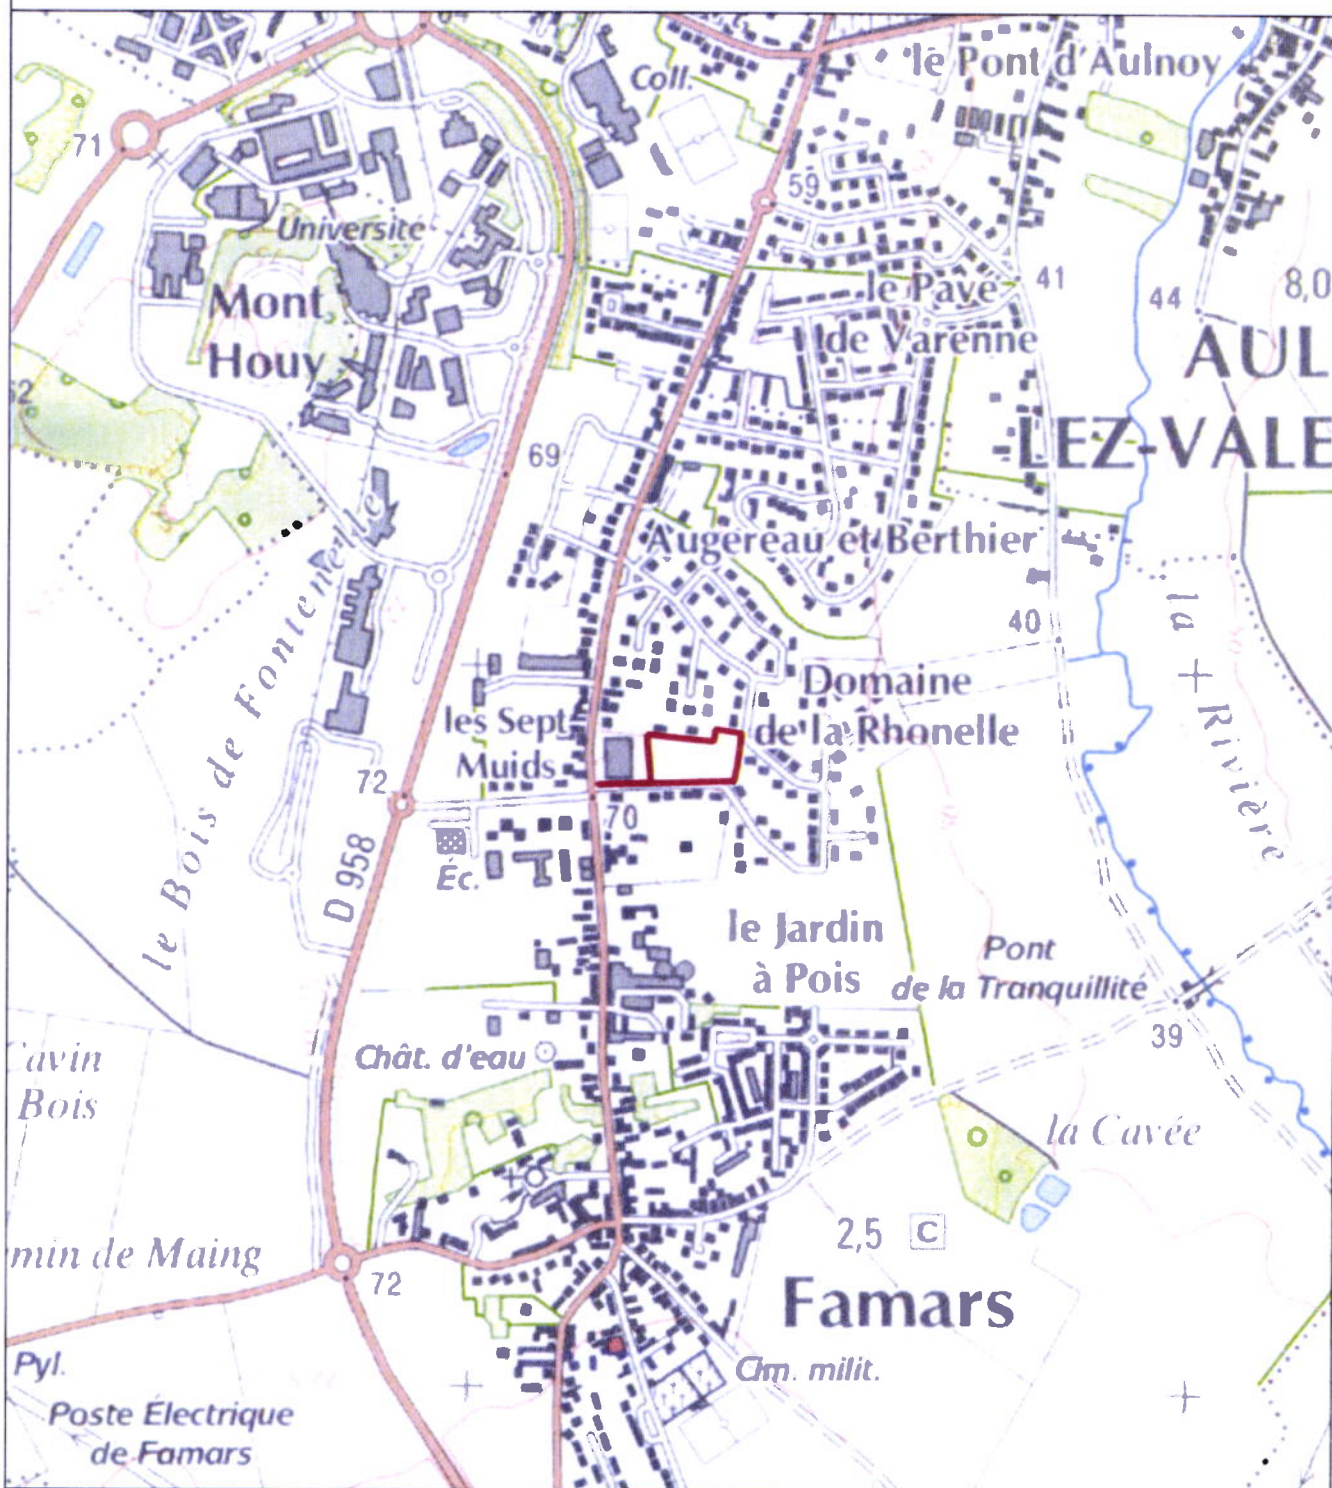 le Pont d'Aulnoy
Coll.
71
59
Université
41
44
8,0
Mont
Houy
le Pavé
de Varenne
AUL
62
-LEZ-VALE
69
Augereau et Berthier
40
la Rivière
le Bois de Fontenelle
Domaine
de la Rhonelle
les Sept
Muids
72
70
D 958
Éc.
le Jardin
à Pois
Pont
de la Tranquillité
39
Chât. d'eau
avin
Bois
la Cavée
min de Maing
72
2,5 C
Famars
Pyl.
Cim. milit.
Poste Électrique
de Famars